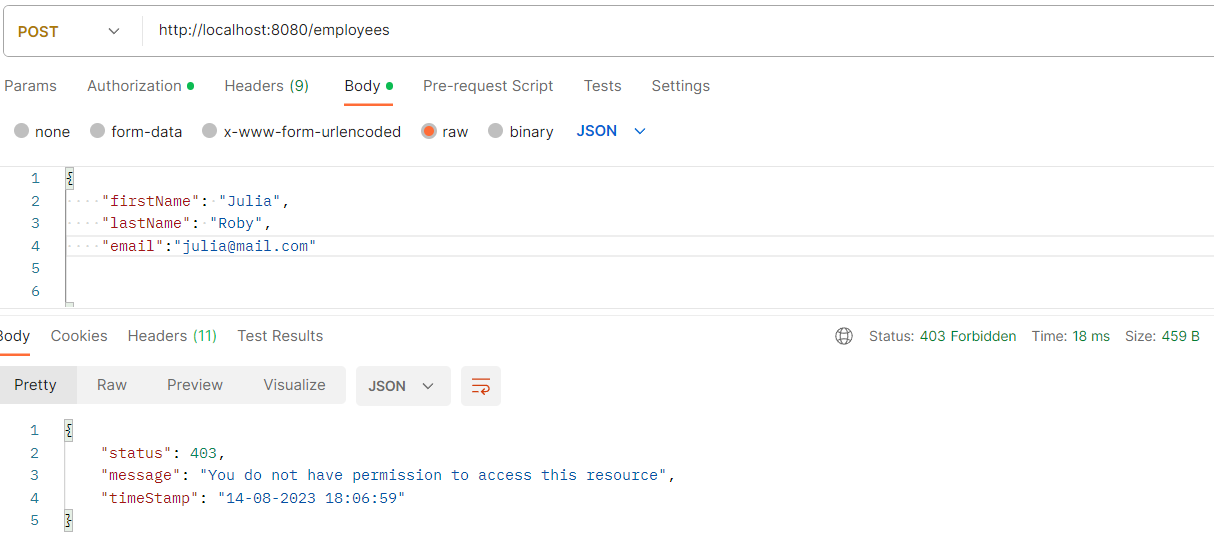 POST http://localhost:8080/employees
Params Authorization Headers (9) Body Pre-request Script Tests Settings
none form-data x-www-form-urlencoded raw binary JSON
1 {
2 "firstName": "Julia",
3 "lastName": "Roby",
4 "email":"julia@mail.com"
5
6
Body Cookies Headers (11) Test Results Status: 403 Forbidden Time: 18 ms Size: 459 B
Pretty Raw Preview Visualize JSON
1 {
2 "status": 403,
3 "message": "You do not have permission to access this resource",
4 "timeStamp": "14-08-2023 18:06:59"
5 }